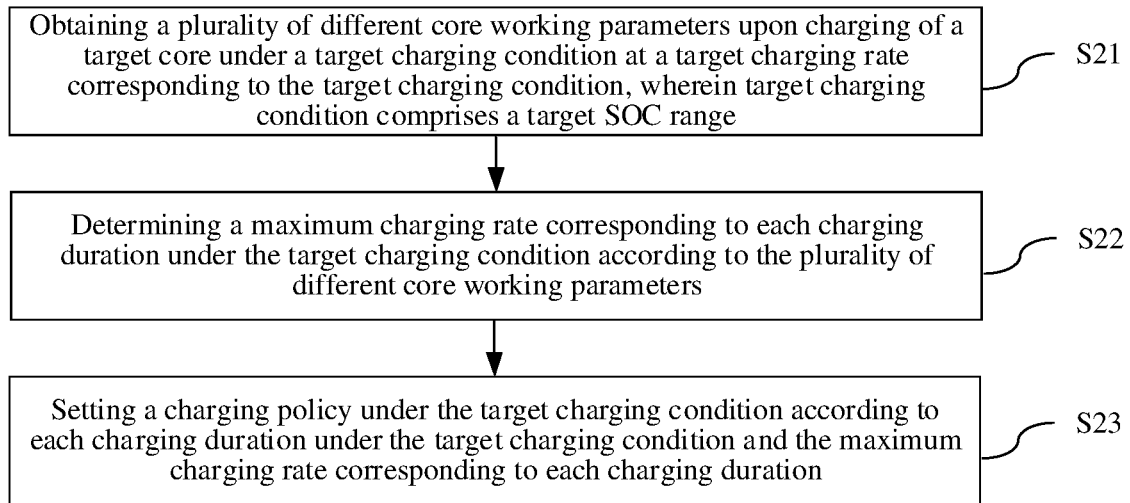 Obtaining a plurality of different core working parameters upon charging of a
target core under a target charging condition at a target charging rate
corresponding to the target charging condition, wherein target charging
condition comprises a target SOC range
S21
Determining a maximum charging rate corresponding to each charging
duration under the target charging condition according to the plurality of
different core working parameters
S22
Setting a charging policy under the target charging condition according to
each charging duration under the target charging condition and the maximum
charging rate corresponding to each charging duration
S23